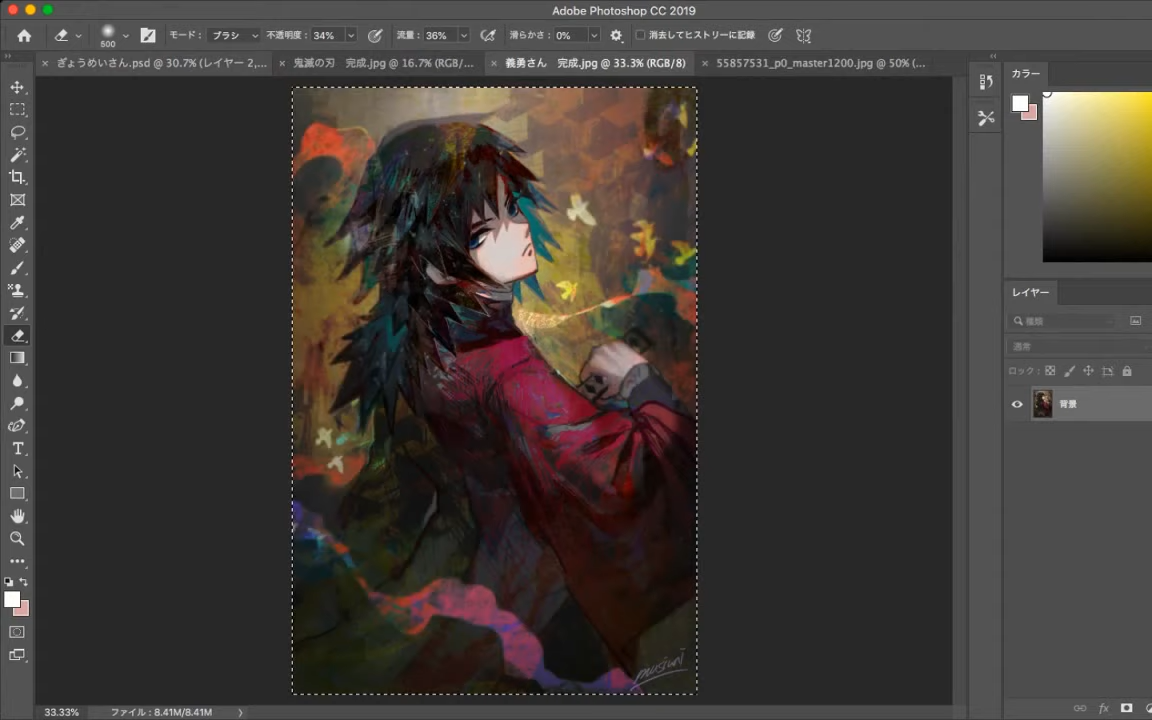 Adobe Photoshop CC 2019
500 モード： ブラシ 不透明度： 34% 流量： 36% 滑らかさ： 0% 消去してヒストリーに記録
× ぎょうめいさん.psd @ 30.7% (レイヤー 2,... × 鬼滅の刃　完成.jpg @ 16.7% (RGB/... × 義勇さん　完成.jpg @ 33.3% (RGB/8) × 55857531_p0_master1200.jpg @ 50% (...
カラー
レイヤー
種類
通常
ロック：
背景
33.33% ファイル : 8.41M/8.41M